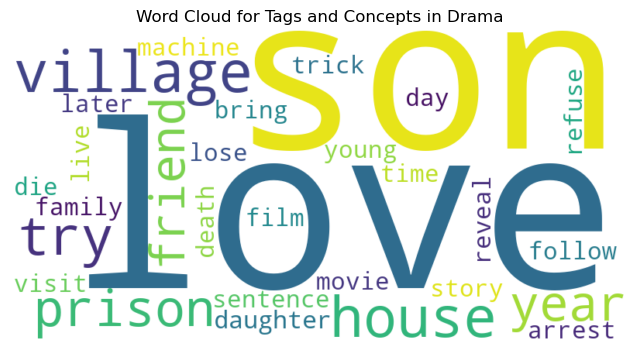 Word Cloud for Tags and Concepts in Drama
machine
son
trick
village
day
refuse
later
bring
friend
live
love
lose
young
time
die
family
death
film
reveal
try
follow
visit
movie
story
prison
sentence
house
year
daughter
arrest